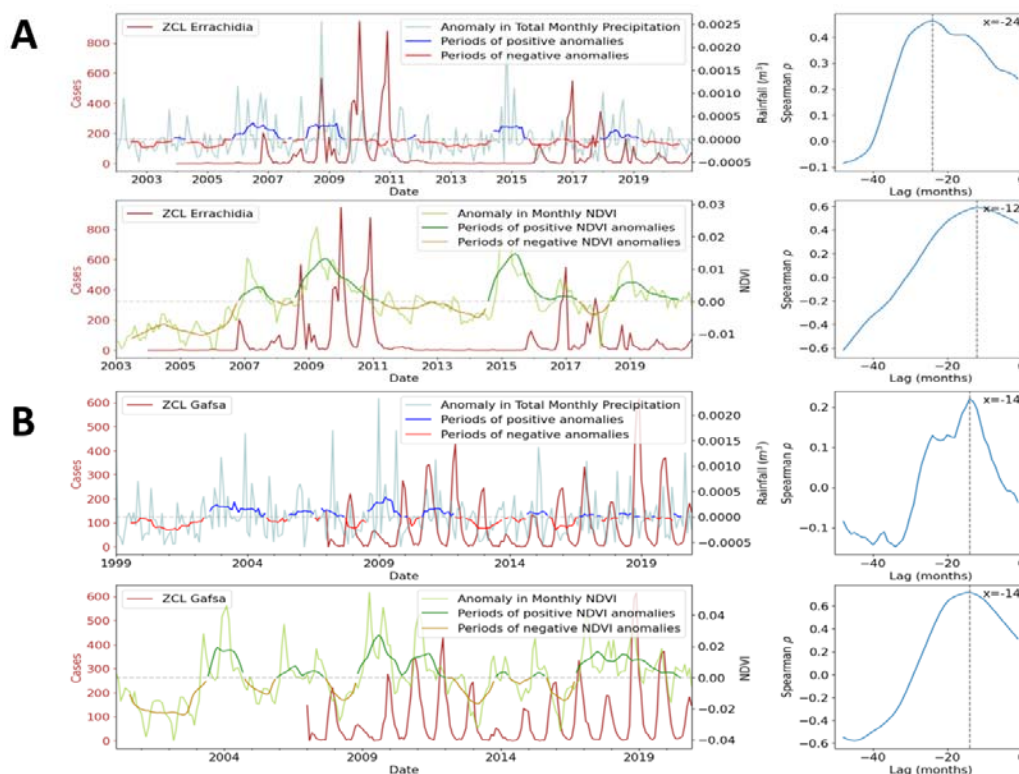 A
ZCL Errachidia
Anomaly in Total Monthly Precipitation
Periods of positive anomalies
Periods of negative anomalies
Cases
800
600
400
200
0
0.0025
0.0020
0.0015
0.0010
0.0005
0.0000
−0.0005
Rainfall (m³)
2003 2005 2007 2009 2011 2013 2015 2017 2019
Date
x=-24
Spearman ρ
0.4
0.3
0.2
0.1
0.0
−0.1
−40 −20 0
Lag (months)
ZCL Errachidia
Anomaly in Monthly NDVI
Periods of positive NDVI anomalies
Periods of negative NDVI anomalies
Cases
800
600
400
200
0
0.03
0.02
0.01
0.00
−0.01
NDVI
2003 2005 2007 2009 2011 2013 2015 2017 2019
Date
x=-12
Spearman ρ
0.6
0.4
0.2
0.0
−0.2
−0.4
−0.6
−40 −20 0
Lag (months)
B
ZCL Gafsa
Anomaly in Total Monthly Precipitation
Periods of positive anomalies
Periods of negative anomalies
Cases
600
500
400
300
200
100
0
0.0020
0.0015
0.0010
0.0005
0.0000
−0.0005
Rainfall (m³)
1999 2004 2009 2014 2019
Date
x=-14
Spearman ρ
0.2
0.1
0.0
−0.1
−40 −20 0
Lag (months)
ZCL Gafsa
Anomaly in Monthly NDVI
Periods of positive NDVI anomalies
Periods of negative NDVI anomalies
Cases
600
500
400
300
200
100
0
0.04
0.02
0.00
−0.02
−0.04
NDVI
2004 2009 2014 2019
Date
x=-14
Spearman ρ
0.6
0.4
0.2
0.0
−0.2
−0.4
−0.6
−40 −20 0
Lag (months)